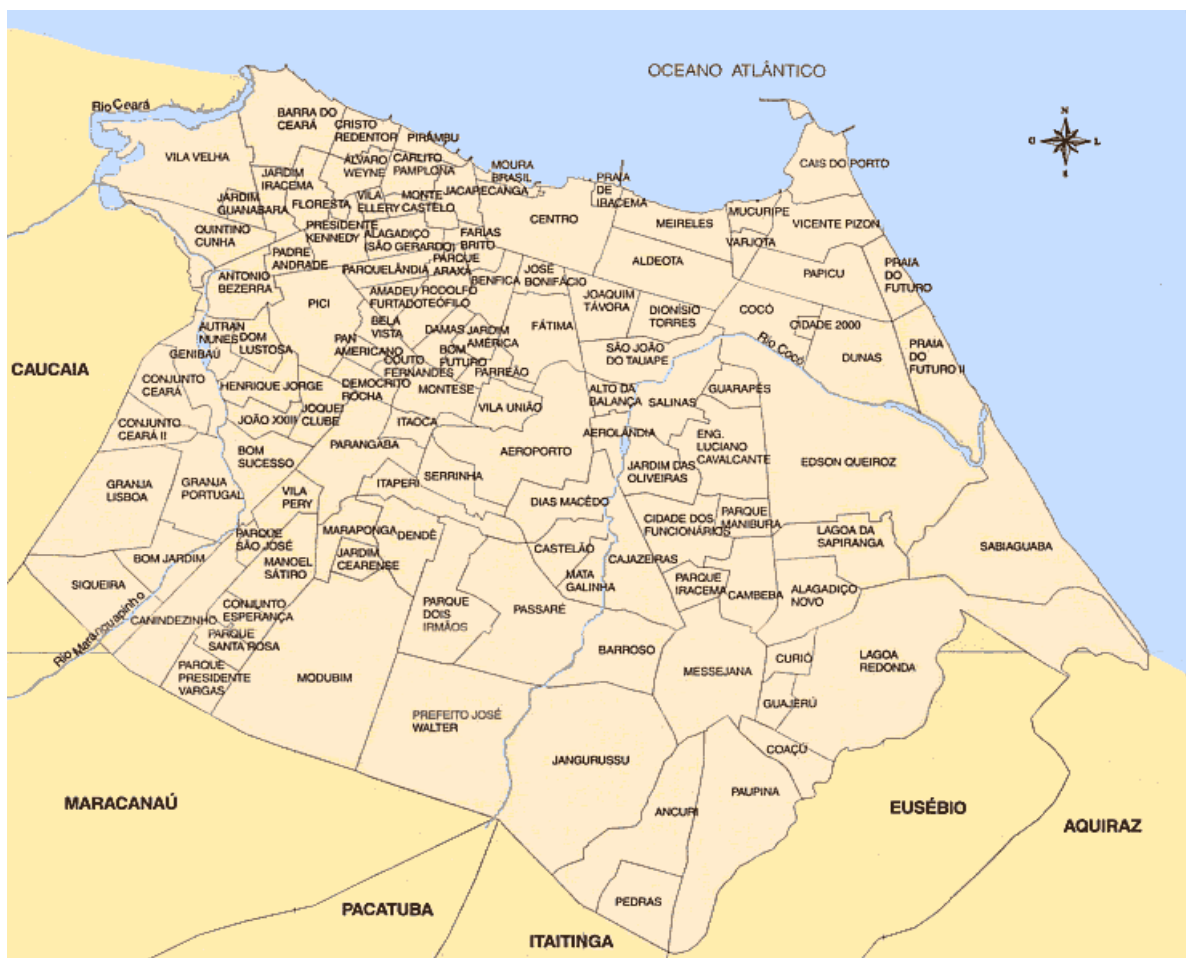 OCEANO ATLÂNTICO
Rio Ceará
N
O
L
S
BARRA DO
CEARÁ
CRISTO
REDENTOR
PIRÂMBU
VILA VELHA
ÁLVARO
WEYNE
CARLITO
PAMPLONA
MOURA
BRASIL
CAIS DO PORTO
JARDIM
IRACEMA
JACARECANGA
PRAIA
DE
IRACEMA
JARDIM
GUANABARA
FLORESTA
VILA
ELLERY
MONTE
CASTELO
CENTRO
MEIRELES
MUCURIPE
VICENTE PIZON
QUINTINO
CUNHA
PRESIDENTE
KENNEDY
ALAGADIÇO
(SÃO GERARDO)
FARIAS
BRITO
VARJOTA
PADRE
ANDRADE
PARQUELÂNDIA
PARQUE
ARAXÁ
ALDEOTA
PAPICU
PRAIA
DO
FUTURO
ANTONIO
BEZERRA
PICI
AMADEU
FURTADO
RODOLFO
TEÓFILO
BENFICA
JOSÉ
BONIFÁCIO
JOAQUIM
TÁVORA
DIONÍSIO
TORRES
COCÓ
CIDADE 2000
AUTRAN
NUNES
DOM
LUSTOSA
BELA
VISTA
DAMAS
JARDIM
AMÉRICA
FÁTIMA
Rio Cocó
DUNAS
PRAIA
DO
FUTURO II
GENIBAÚ
PAN
AMERICANO
COUTO
FERNANDES
BOM
FUTURO
PARREÃO
SÃO JOÃO
DO TAUAPE
CAUCAIA
CONJUNTO
CEARÁ
HENRIQUE JORGE
DEMOCRITO
ROCHA
MONTESE
VILA UNIÃO
ALTO DA
BALANÇA
SALINAS
GUARAPÉS
CONJUNTO
CEARÁ II
JOÃO XXIII
JOQUEI
CLUBE
ITAOCA
PARANGABA
AEROPORTO
AEROLÂNDIA
ENG.
LUCIANO
CAVALCANTE
EDSON QUEIROZ
BOM
SUCESSO
GRANJA
LISBOA
GRANJA
PORTUGAL
ITAPERI
SERRINHA
JARDIM DAS
OLIVEIRAS
VILA
PERY
DIAS MACÊDO
CIDADE DOS
FUNCIONÁRIOS
PARQUE
MANIBURA
LAGOA DA
SAPIRANGA
MARAPONGA
DENDÊ
PARQUE
SÃO JOSÉ
MANOEL
SÁTIRO
JARDIM
CEARENSE
CASTELÃO
CAJAZEIRAS
SABIAGUABA
BOM JARDIM
MATA
GALINHA
SIQUEIRA
PARQUE
IRACEMA
CAMBEBA
ALAGADIÇO
NOVO
CANINDEZINHO
CONJUNTO
ESPERANÇA
PARQUE
DOIS
IRMÃOS
PASSARÉ
Rio Maranguapinho
PARQUE
SANTA ROSA
BARROSO
MESSEJANA
CURIÓ
LAGOA
REDONDA
PARQUE
PRESIDENTE
VARGAS
MODUBIM
GUAJERÚ
PREFEITO JOSÉ
WALTER
COAÇÚ
JANGURUSSU
PAUPINA
MARACANAÚ
ANCURI
EUSÉBIO
AQUIRAZ
PEDRAS
PACATUBA
ITAITINGA